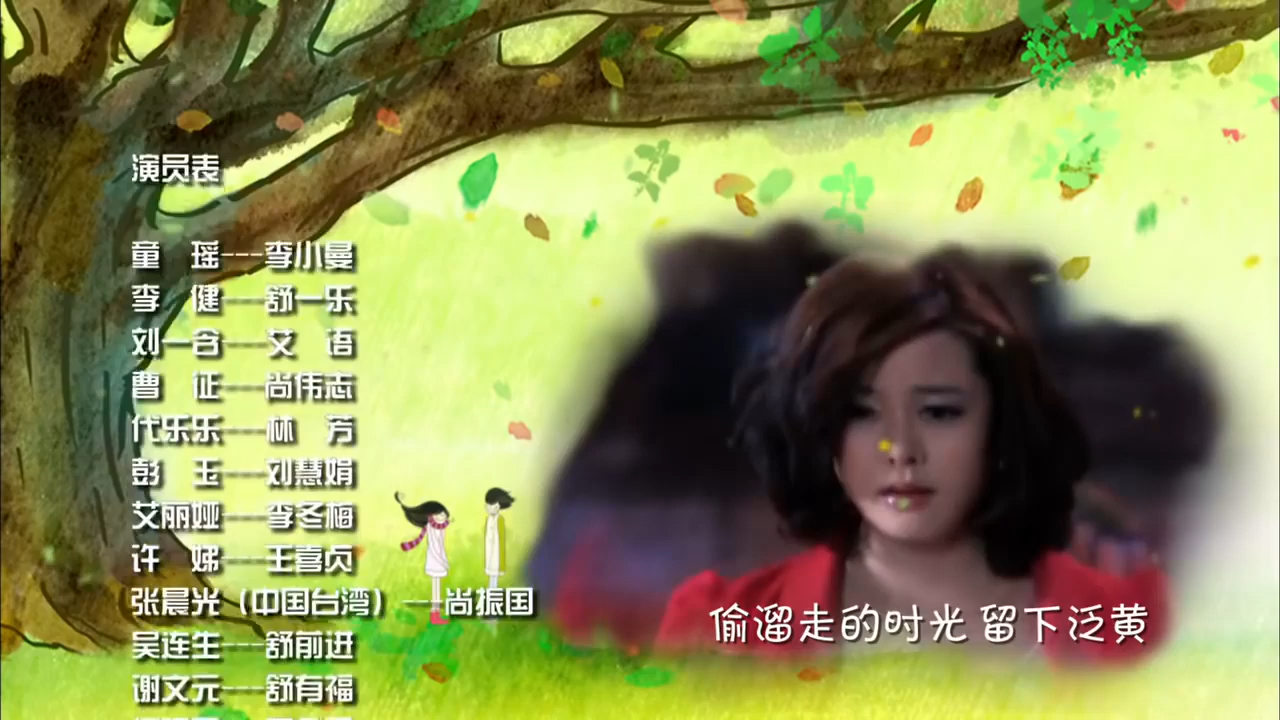 演员表
童　瑶---李小曼
李　健---舒一乐
刘一含---艾　语
曹　征---尚伟志
代乐乐---林　芳
彭　玉---刘慧娟
艾丽娅---李冬梅
许　娣---王喜贞
张晨光（中国台湾）---尚振国
吴连生---舒前进
谢文元---舒有福
偷溜走的时光 留下泛黄